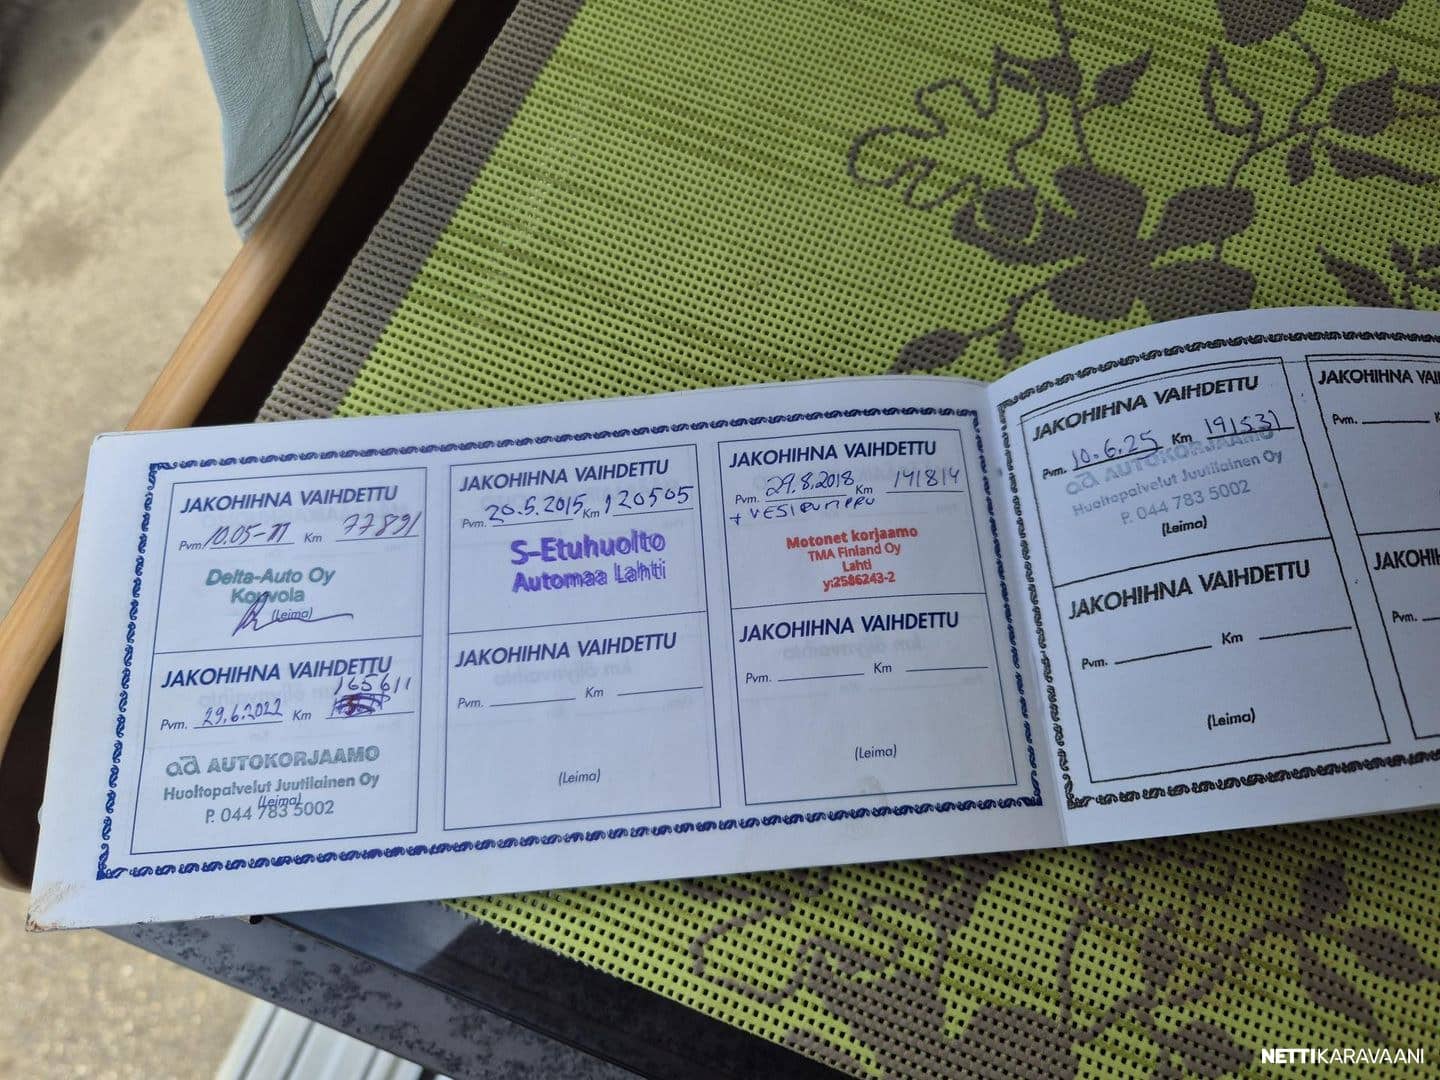 JAKOHIHNA VAIHDETTU
Pvm. 10.05-11 Km 77891
Delta-Auto Oy
Kouvola
(Leima)
JAKOHIHNA VAIHDETTU
165611
Pvm. 29.6.2022 Km
ad AUTOKORJAAMO
Huoltopalvelut Juutilainen Oy
(Leima)
P. 044 783 5002
JAKOHIHNA VAIHDETTU
Pvm. 20.5.2015 Km 120505
S-Etuhuolto
Automaa Lahti
JAKOHIHNA VAIHDETTU
Pvm. Km
(Leima)
JAKOHIHNA VAIHDETTU
Pvm. 29.8.2018 Km 141814
+ VESIPUMPPU
Motonet korjaamo
TMA Finland Oy
Lahti
y:2586243-2
JAKOHIHNA VAIHDETTU
Pvm. Km
(Leima)
JAKOHIHNA VAIHDETTU
Pvm. 10.6.25 Km 191531
ad AUTOKORJAAMO
Huoltopalvelut Juutilainen Oy
P. 044 783 5002
(Leima)
JAKOHIHNA VAIHDETTU
Pvm. Km
(Leima)
JAKOHIHNA VAI
Pvm.
Pvm.
NETTIKARAVAANI